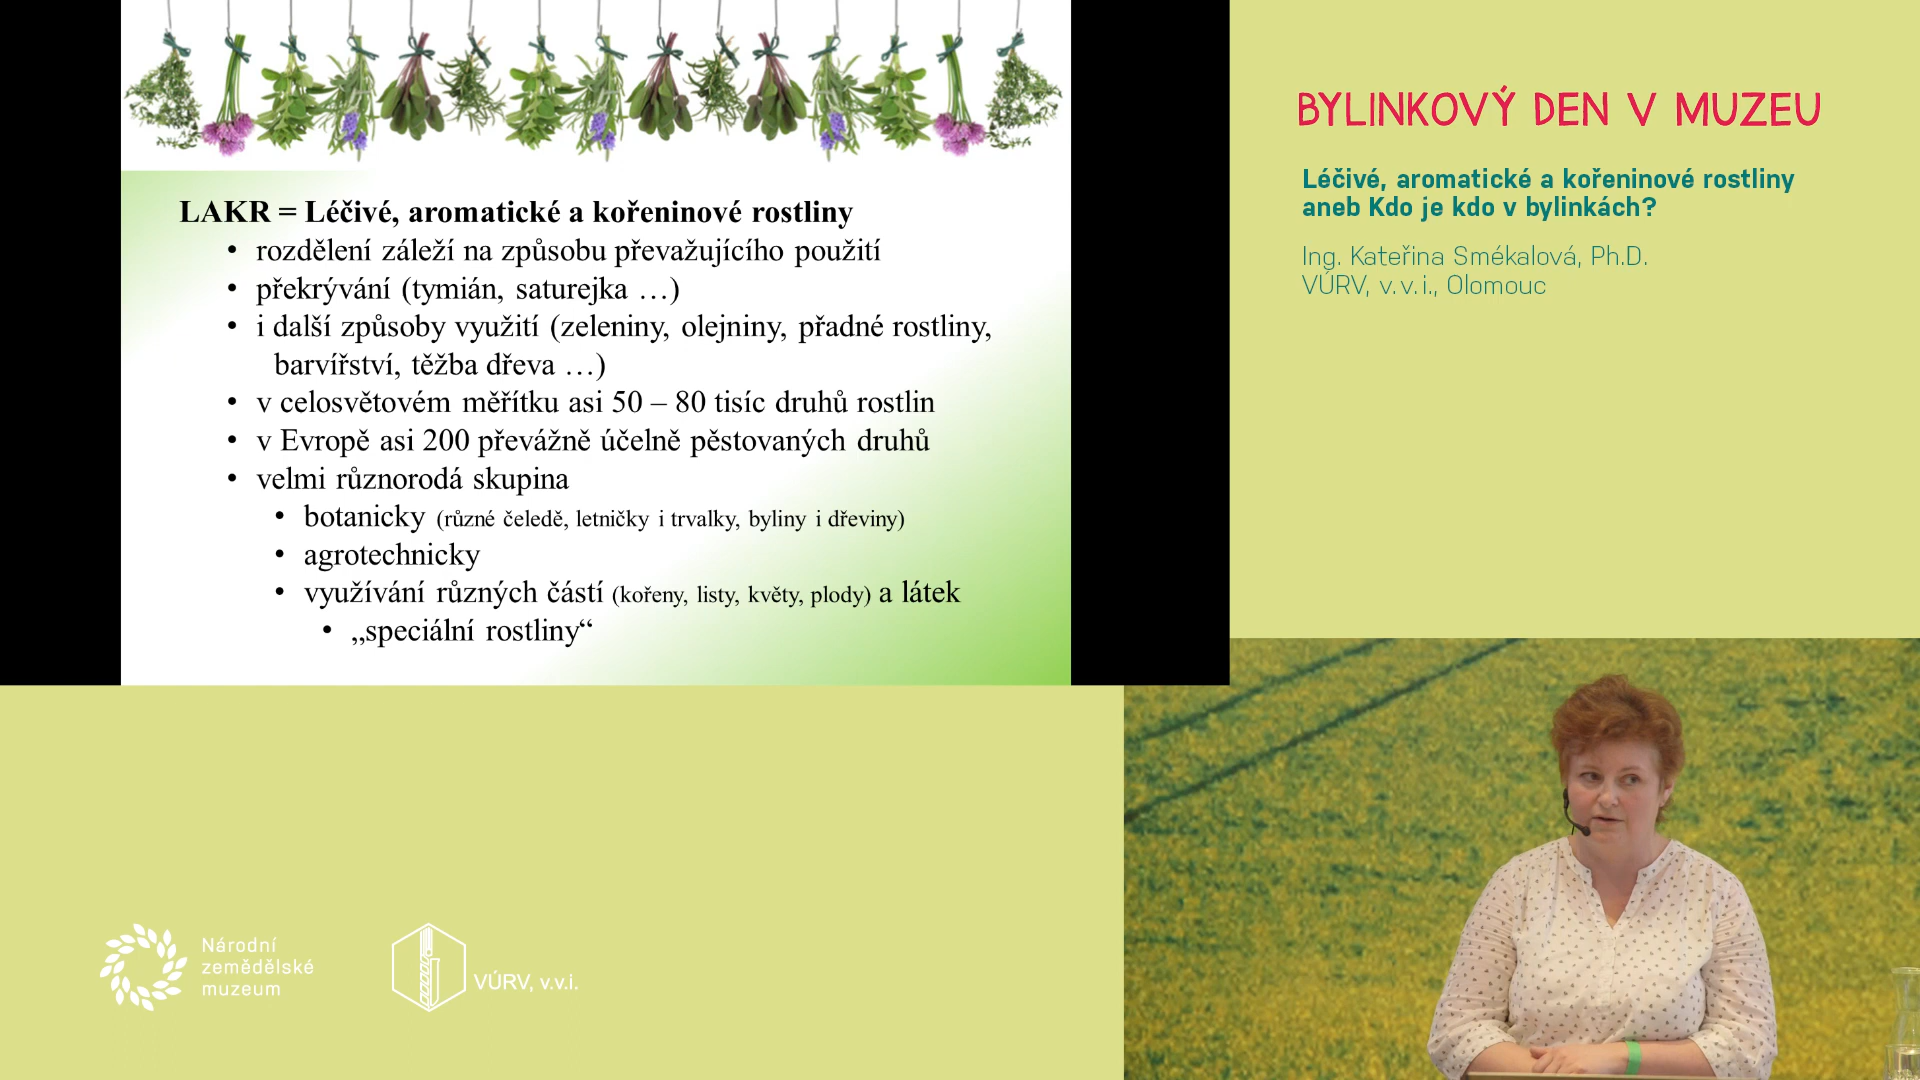 LAKR = Léčivé, aromatické a kořeninové rostliny
• rozdělení záleží na způsobu převažujícího použití
• překrývání (tymián, saturejka …)
• i další způsoby využití (zeleniny, olejniny, přadné rostliny,
barvířství, těžba dřeva …)
• v celosvětovém měřítku asi 50 – 80 tisíc druhů rostlin
• v Evropě asi 200 převážně účelně pěstovaných druhů
• velmi různorodá skupina
• botanicky (různé čeledě, letničky i trvalky, byliny i dřeviny)
• agrotechnicky
• využívání různých částí (kořeny, listy, květy, plody) a látek
• „speciální rostliny“
BYLINKOVÝ DEN V MUZEU
Léčivé, aromatické a kořeninové rostliny
aneb Kdo je kdo v bylinkách?
Ing. Kateřina Smékalová, Ph.D.
VÚRV, v.v.i., Olomouc
Národní
zemědělské
muzeum
VÚRV, v.v.i.